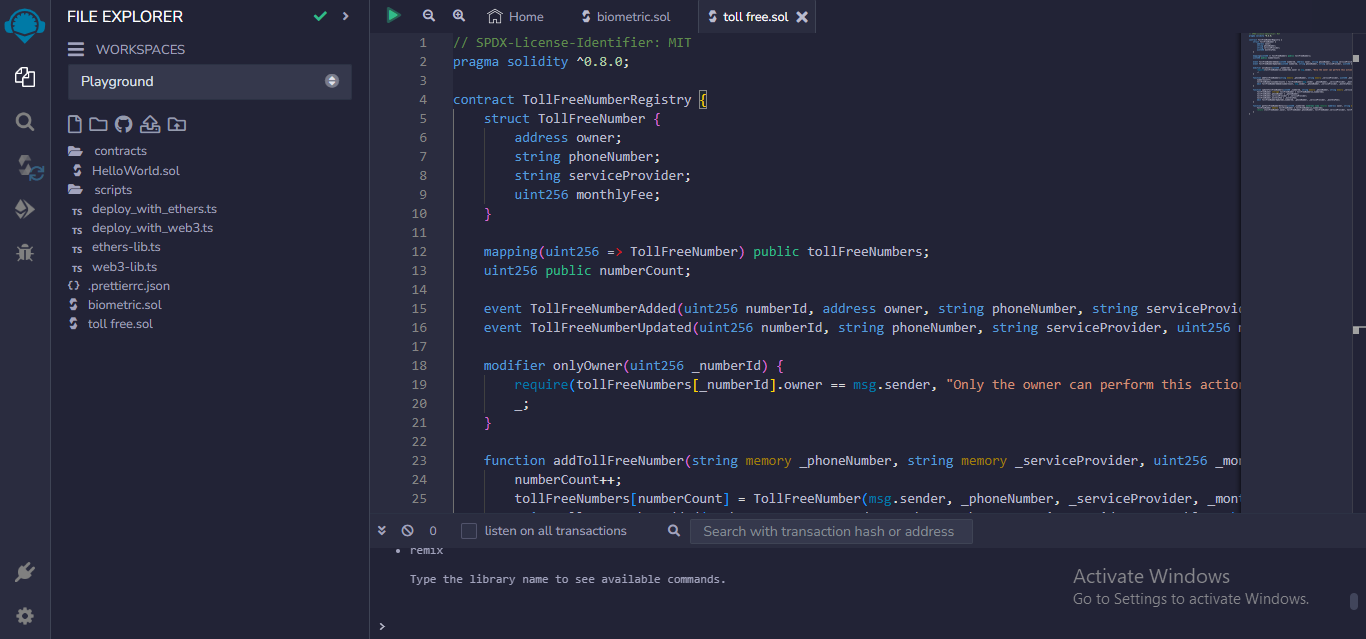 FILE EXPLORER
WORKSPACES
Playground
contracts
HelloWorld.sol
scripts
TS deploy_with_ethers.ts
TS deploy_with_web3.ts
TS ethers-lib.ts
TS web3-lib.ts
{} .prettierrc.json
biometric.sol
toll free.sol
Home
biometric.sol
toll free.sol
1 // SPDX-License-Identifier: MIT
2 pragma solidity ^0.8.0;
3
4 contract TollFreeNumberRegistry {
5 struct TollFreeNumber {
6 address owner;
7 string phoneNumber;
8 string serviceProvider;
9 uint256 monthlyFee;
10 }
11
12 mapping(uint256 => TollFreeNumber) public tollFreeNumbers;
13 uint256 public numberCount;
14
15 event TollFreeNumberAdded(uint256 numberId, address owner, string phoneNumber, string serviceProvid
16 event TollFreeNumberUpdated(uint256 numberId, string phoneNumber, string serviceProvider, uint256
17
18 modifier onlyOwner(uint256 _numberId) {
19 require(tollFreeNumbers[_numberId].owner == msg.sender, "Only the owner can perform this action
20 _;
21 }
22
23 function addTollFreeNumber(string memory _phoneNumber, string memory _serviceProvider, uint256 _mon
24 numberCount++;
25 tollFreeNumbers[numberCount] = TollFreeNumber(msg.sender, _phoneNumber, _serviceProvider, _mont
0
listen on all transactions
Search with transaction hash or address
• remix
Type the library name to see available commands.
>
Activate Windows
Go to Settings to activate Windows.